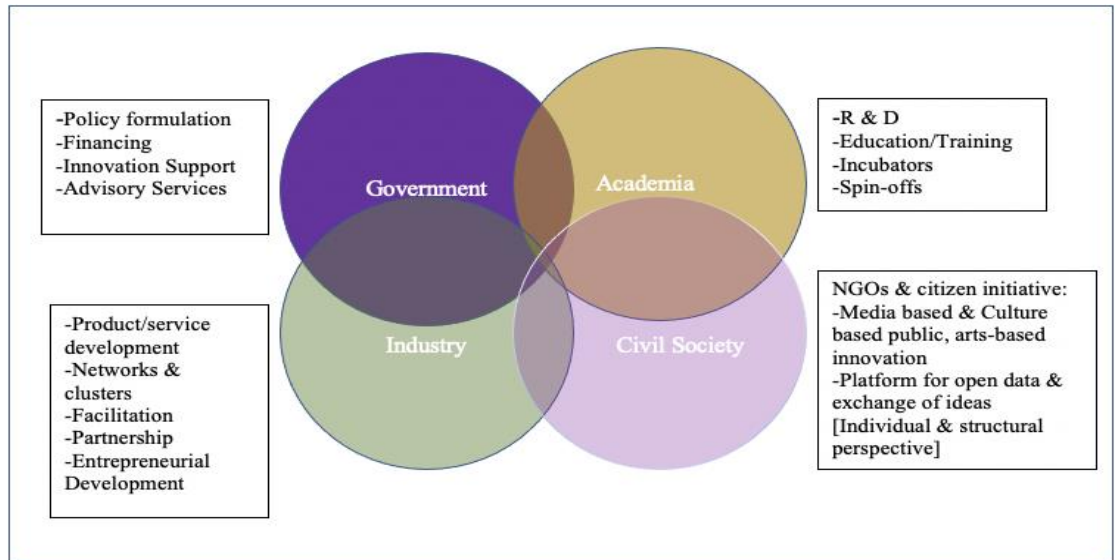 -Policy formulation
-Financing
-Innovation Support
-Advisory Services
Government
Academia
-R & D
-Education/Training
-Incubators
-Spin-offs
-Product/service
development
-Networks &
clusters
-Facilitation
-Partnership
-Entrepreneurial
Development
Industry
Civil Society
NGOs & citizen initiative:
-Media based & Culture
based public, arts-based
innovation
-Platform for open data &
exchange of ideas
[Individual & structural
perspective]